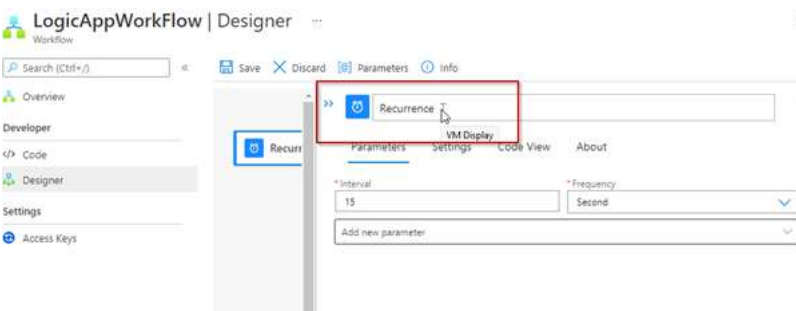 LogicAppWorkFlow | Designer ...
Workflow
Search (Ctrl+/)
«
Save
Discard
[@] Parameters
Info
Overview
Developer
</> Code
Designer
Settings
Access Keys
Recurr
»
Recurrence
VM Display
Parameters
Settings
Code View
About
*Interval
15
*Frequency
Second
Add new parameter